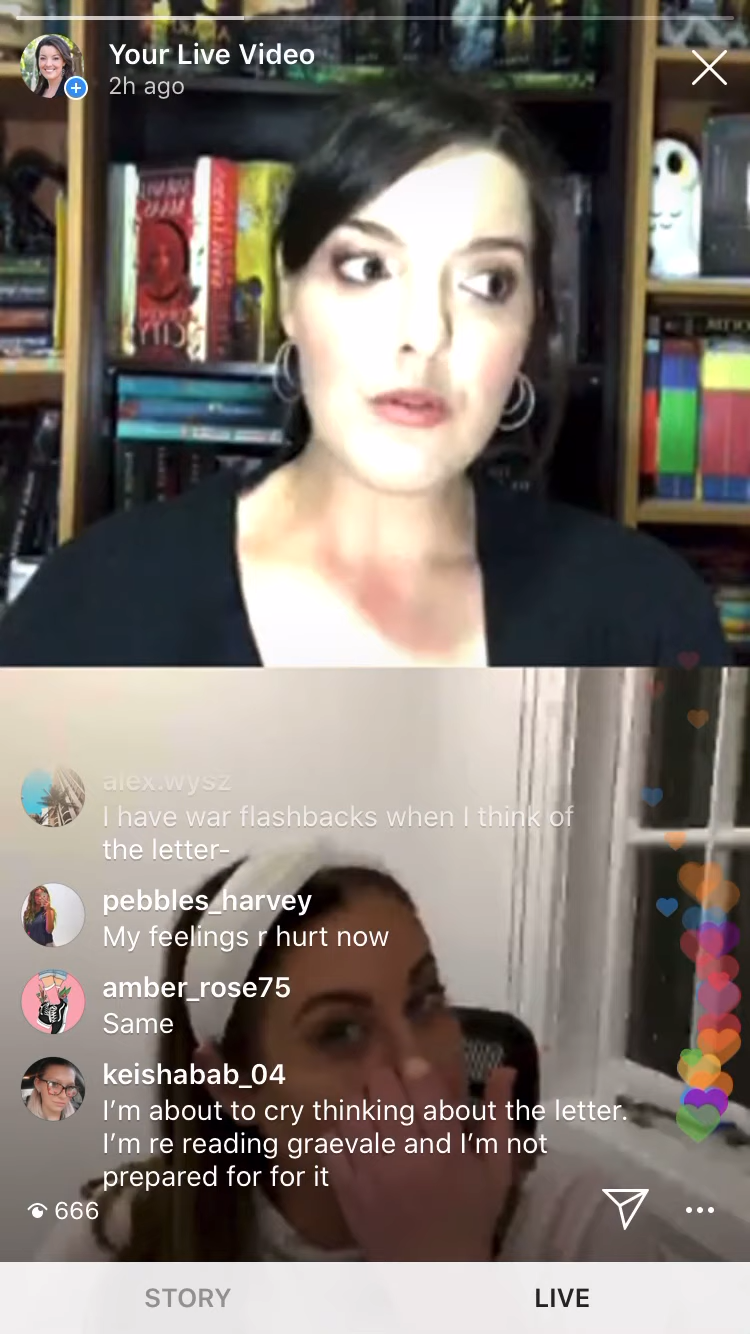 Your Live Video
2h ago
CITY
alex.wysz
I have war flashbacks when I think of
the letter-
pebbles_harvey
My feelings r hurt now
amber_rose75
Same
keishabab_04
I’m about to cry thinking about the letter.
I’m re reading graevale and I’m not
prepared for for it
666
STORY
LIVE